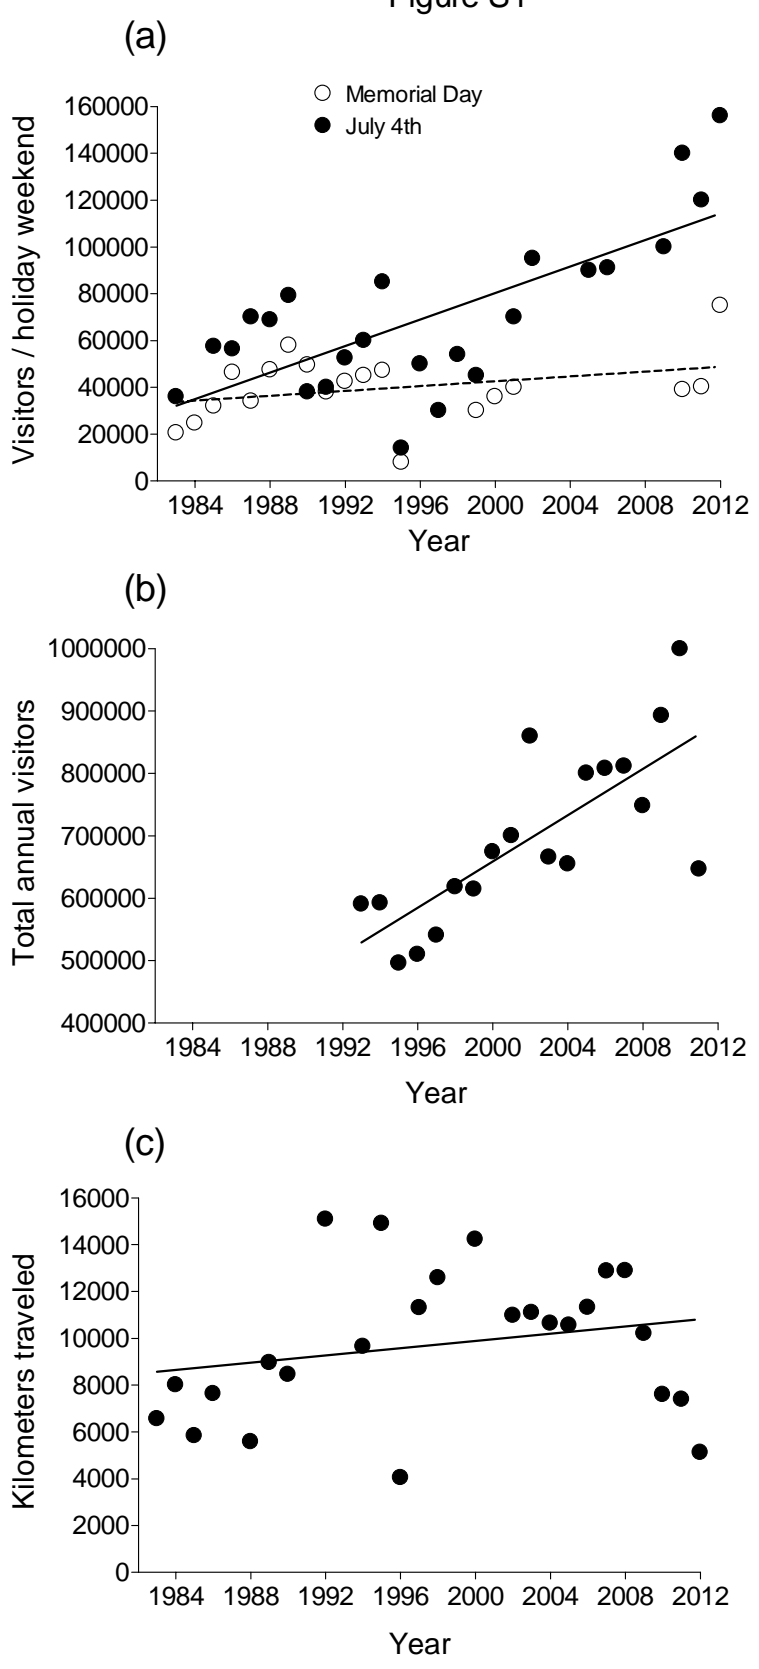 Figure S1
(a)
Memorial Day
July 4th
Visitors / holiday weekend
160000
140000
120000
100000
80000
60000
40000
20000
0
1984 1988 1992 1996 2000 2004 2008 2012
Year
(b)
Total annual visitors
1000000
900000
800000
700000
600000
500000
400000
1984 1988 1992 1996 2000 2004 2008 2012
Year
(c)
Kilometers traveled
16000
14000
12000
10000
8000
6000
4000
2000
0
1984 1988 1992 1996 2000 2004 2008 2012
Year